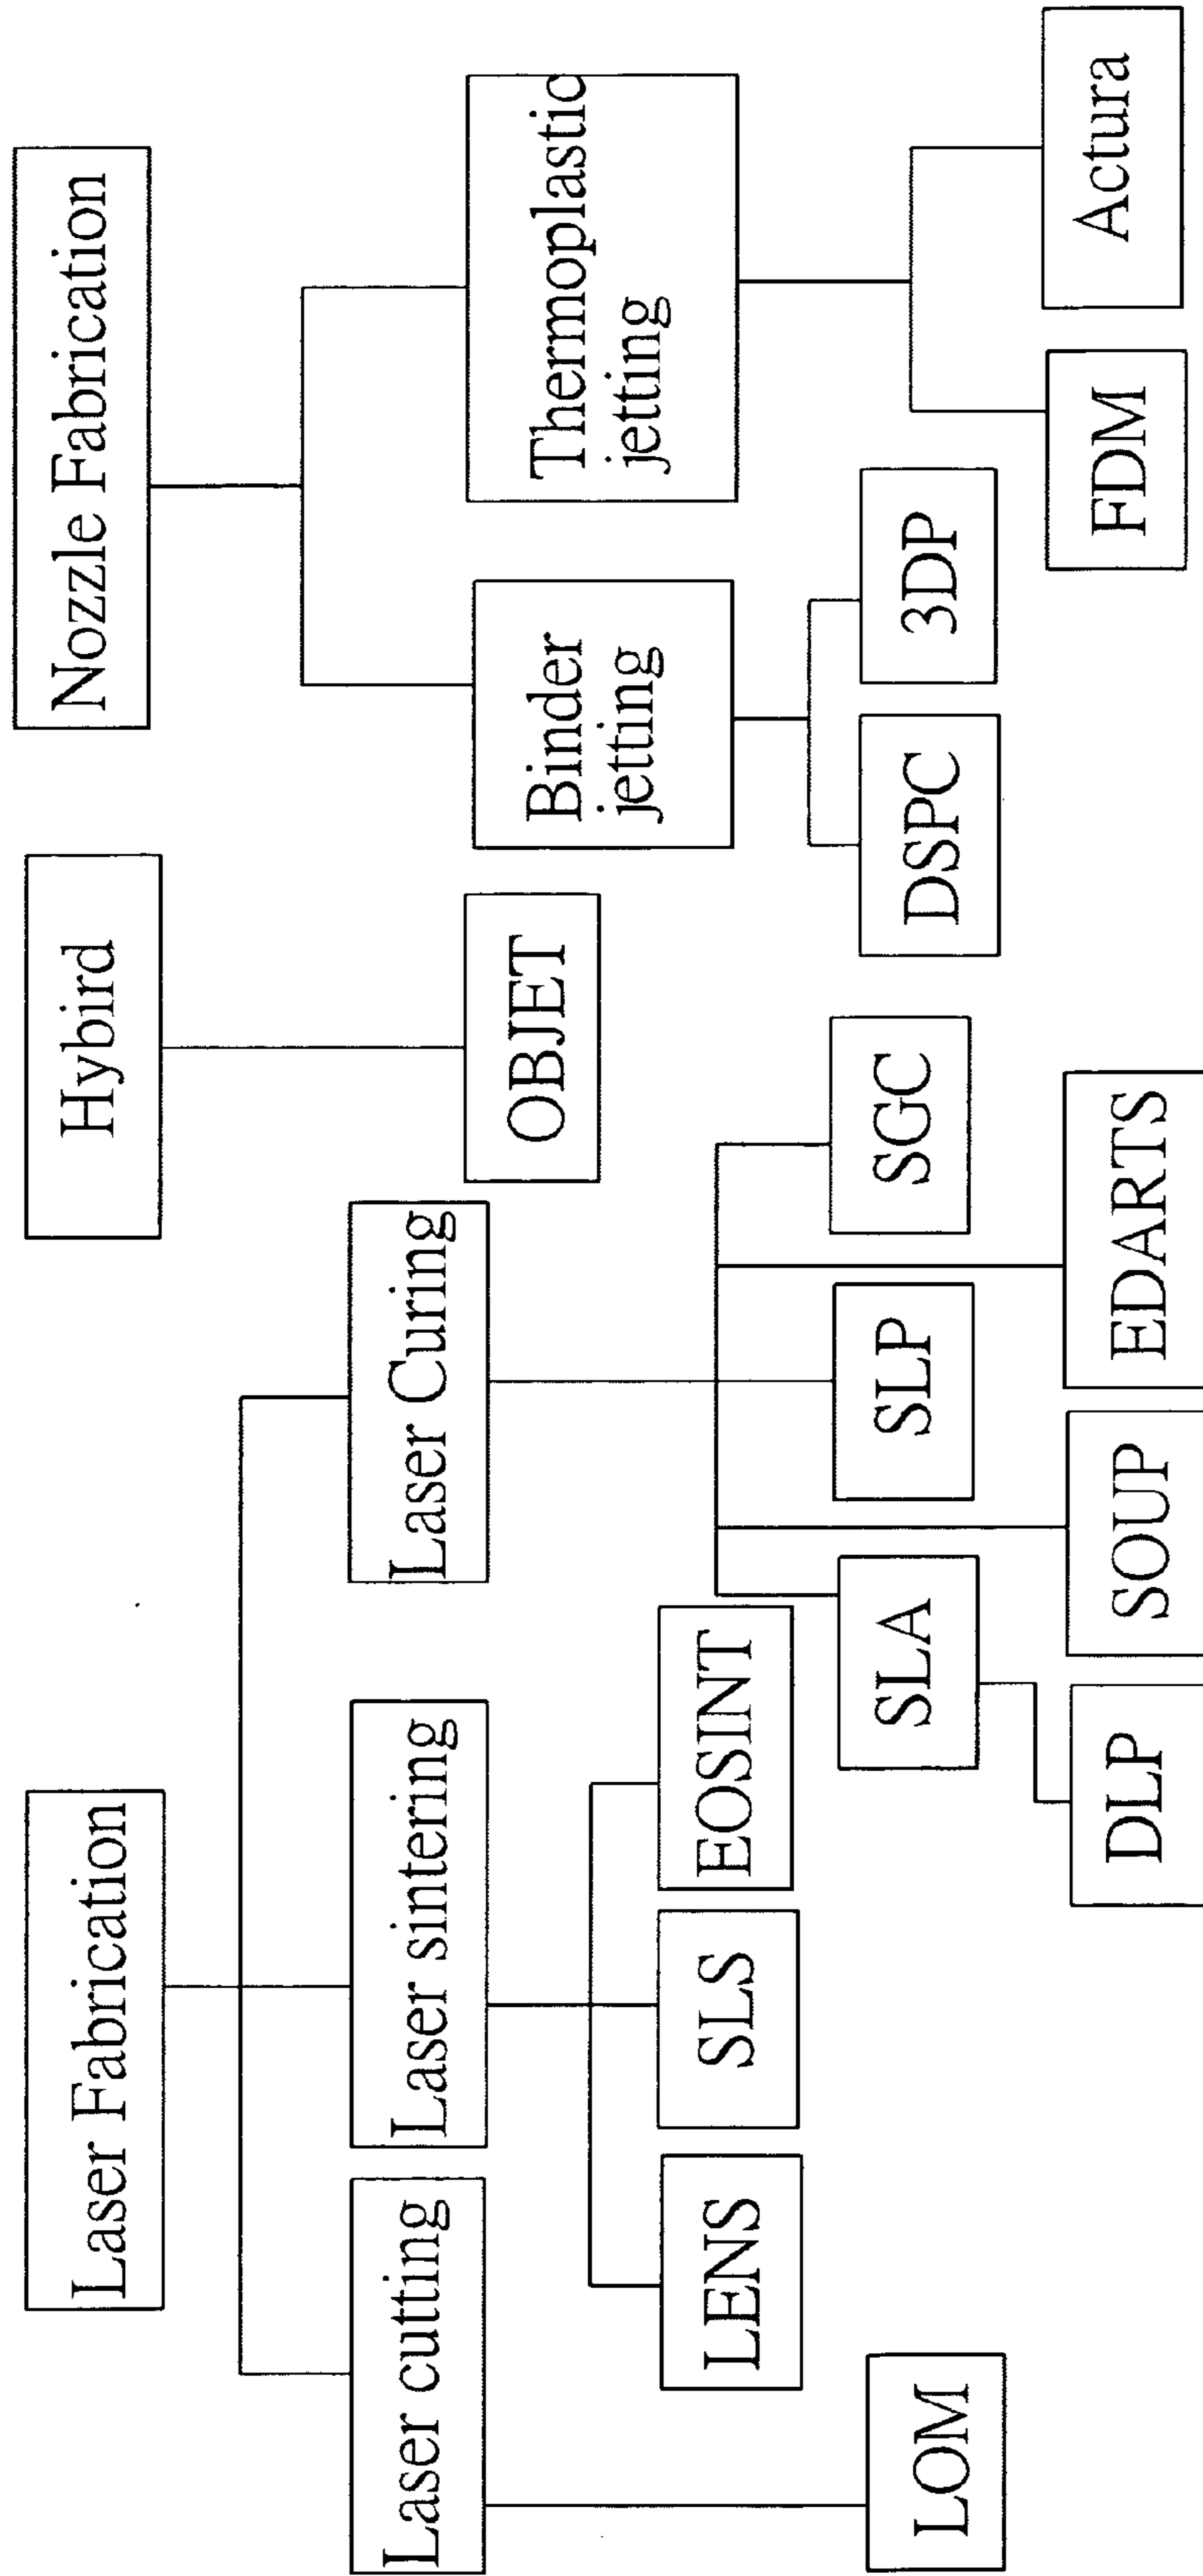 Laser Fabrication
Hybird
Nozzle Fabrication
Laser cutting
Laser sintering
Laser Curing
OBJET
Binder
jetting
Thermoplastic
jetting
LENS
SLS
EOSINT
LOM
SLA
SLP
SGC
DSPC
3DP
DLP
SOUP
EDARTS
FDM
Actura